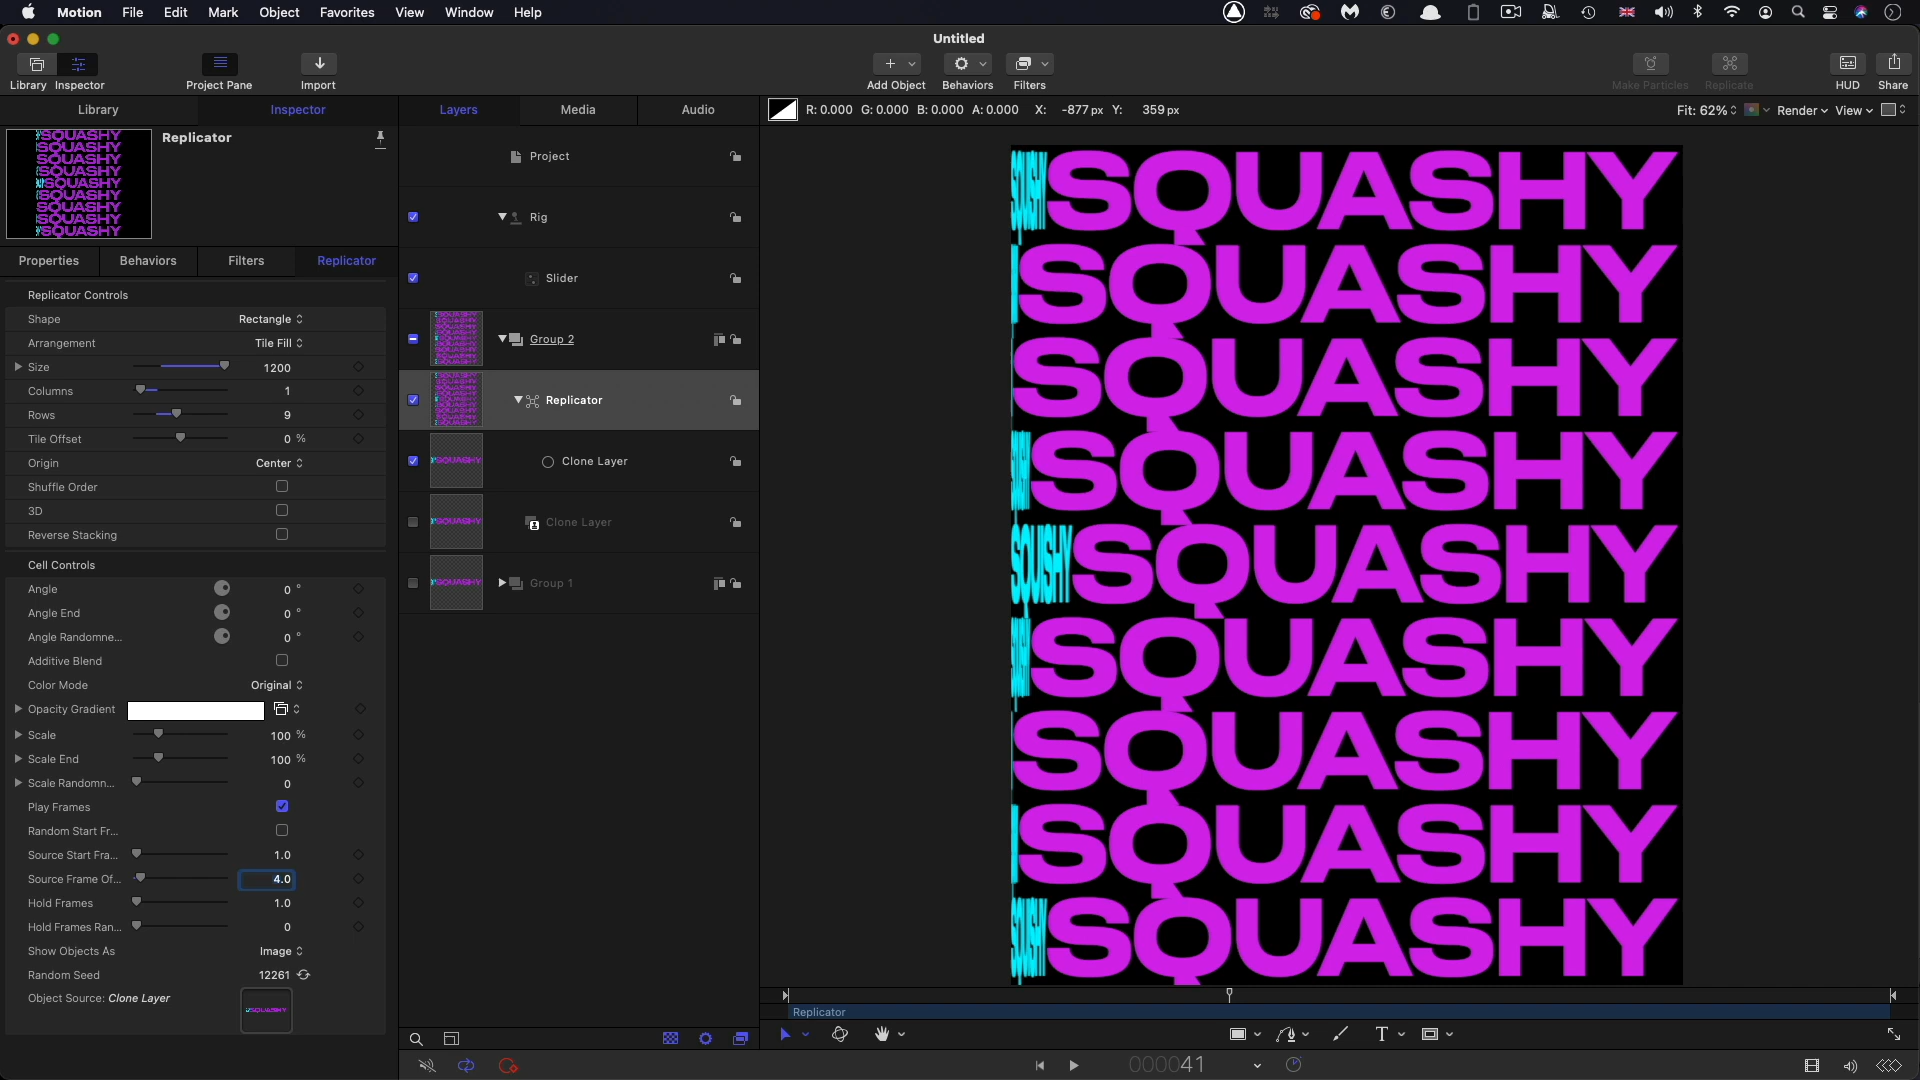 Motion File Edit Mark Object Favorites View Window Help
Untitled
Library Inspector Project Pane Import Add Object Behaviors Filters Make Particles Replicate HUD Share
Library Inspector Layers Media Audio R: 0.000 G: 0.000 B: 0.000 A: 0.000 X: -877 px Y: 359 px Fit: 62% Render View
Replicator
Properties Behaviors Filters Replicator
Replicator Controls
Shape Rectangle
Arrangement Tile Fill
Size 1200
Columns 1
Rows 9
Tile Offset 0 %
Origin Center
Shuffle Order
3D
Reverse Stacking
Cell Controls
Angle 0 °
Angle End 0 °
Angle Randomne... 0 °
Additive Blend
Color Mode Original
Opacity Gradient
Scale 100 %
Scale End 100 %
Scale Randomn... 0
Play Frames
Random Start Fr...
Source Start Fra... 1.0
Source Frame Of... 4.0
Hold Frames 1.0
Hold Frames Ran... 0
Show Objects As Image
Random Seed 12261
Object Source: Clone Layer
Project
Rig
Slider
Group 2
Replicator
Clone Layer
Clone Layer
Group 1
SQUISHY SQUASHY
SQUASHY
SQUASHY
SQUISHY SQUASHY
SQUISHY SQUASHY
SQUISHY SQUASHY
SQUASHY
SQUASHY
SQUISHY SQUASHY
Replicator
T
000041